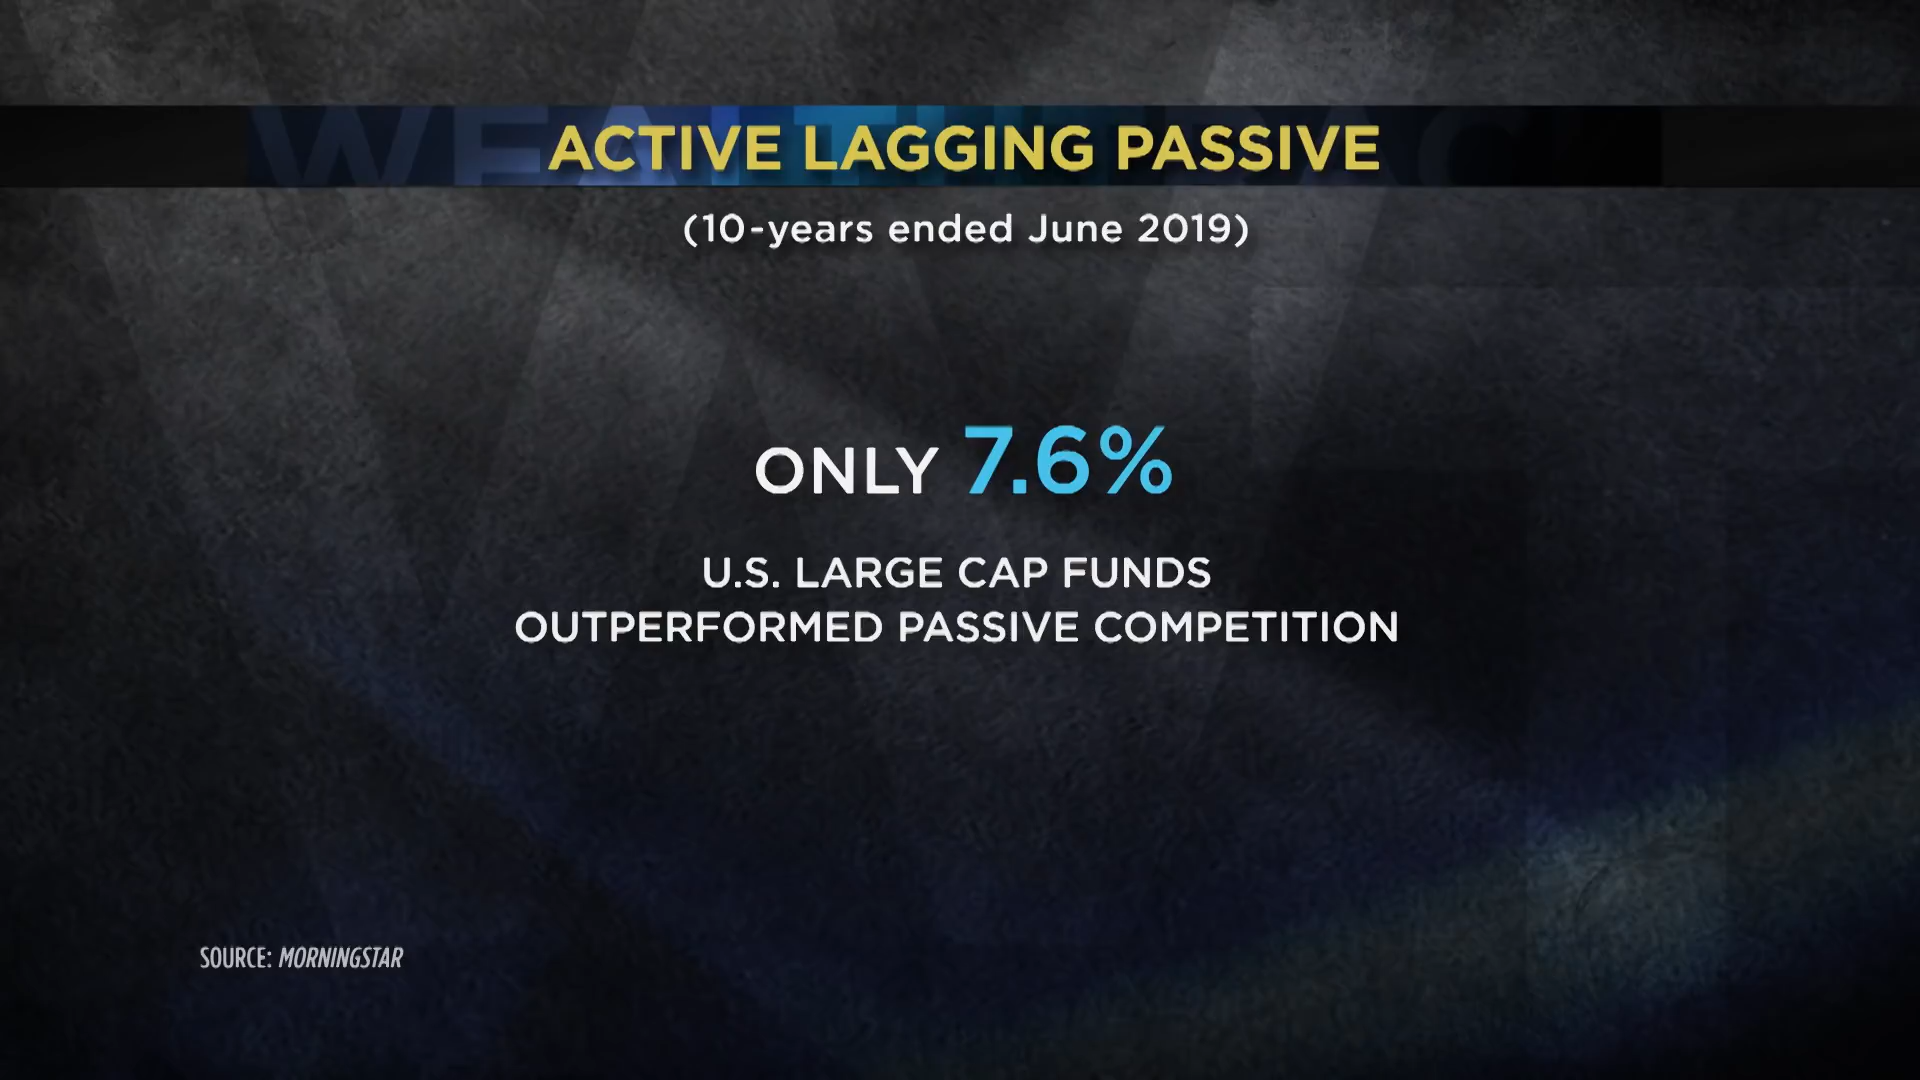 ACTIVE LAGGING PASSIVE
(10-years ended June 2019)
ONLY 7.6%
U.S. LARGE CAP FUNDS
OUTPERFORMED PASSIVE COMPETITION
SOURCE: MORNINGSTAR